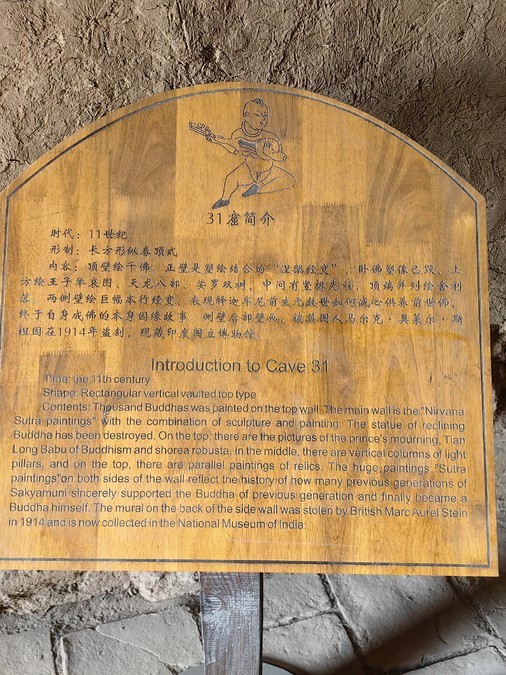 31窟简介
时代：11世纪
形制：长方形纵券顶式
内容：顶壁绘千佛。正壁是塑绘结合的“涅槃经变”，卧佛塑像已毁，上
方绘王子举哀图、天龙八部、娑罗双树，中间有竖排光柱，顶端并列绘舍利
塔。两侧壁绘巨幅本行经变，表现释迦牟尼前生无数世如何诚心供养前世佛，
终于自身成佛的本身因缘故事。侧壁后部壁画，被英国人马尔克·奥莱尔·斯
坦因在1914年盗割，现藏印度国立博物馆。
Introduction to Cave 31
Time: the 11th century
Shape: Rectangular vertical vaulted top type
Contents: Thousand Buddhas was painted on the top wall. The main wall is the "Nirvana
Sutra paintings" with the combination of sculpture and painting. The statue of reclining
Buddha has been destroyed. On the top, there are the pictures of the prince's mourning, Tian
Long Babu of Buddhism and shorea robusta. In the middle, there are vertical columns of light
pillars, and on the top, there are parallel paintings of relics. The huge paintings "Sutra
paintings"on both sides of the wall reflect the history of how many previous generations of
Sakyamuni sincerely supported the Buddha of previous generation and finally became a
Buddha himself. The mural on the back of the side wall was stolen by British Marc Aurel Stein
in 1914 and is now collected in the National Museum of India.